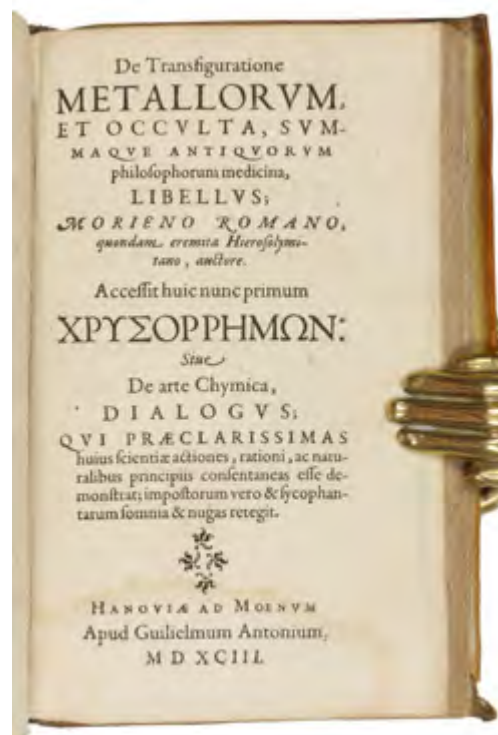 De Transfiguratione
METALLORVM,
ET OCCVLTA, SVM-
MAQVE ANTIQVORVM
philosophorum medicina,
LIBELLVS;
MORIENO ROMANO,
quondam eremita Hierosolymi-
tano, auctore.
Accessit huic nunc primum
ΧΡΥΣΟΡΡΗΜΩΝ:
Siue
De arte Chymica,
DIALOGVS;
QVI PRÆCLARISSIMAS
huius scientiæ actiones, rationi, ac natu-
ralibus principiis consentaneas esse de-
monstrat; impostorum vero & sycophan-
tarum somnia & nugas retegit.
HANOVIÆ AD MOENVM
Apud Guilielmum Antonium,
M D XCIII.